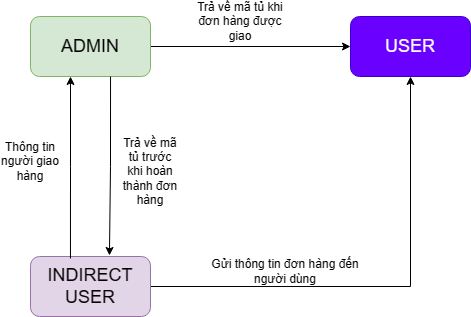 Trả về mã tủ khi
đơn hàng được
giao
ADMIN
USER
Thông tin
người giao
hàng
Trả về mã
tủ trước
khi hoàn
thành đơn
hàng
INDIRECT
USER
Gửi thông tin đơn hàng đến
người dùng